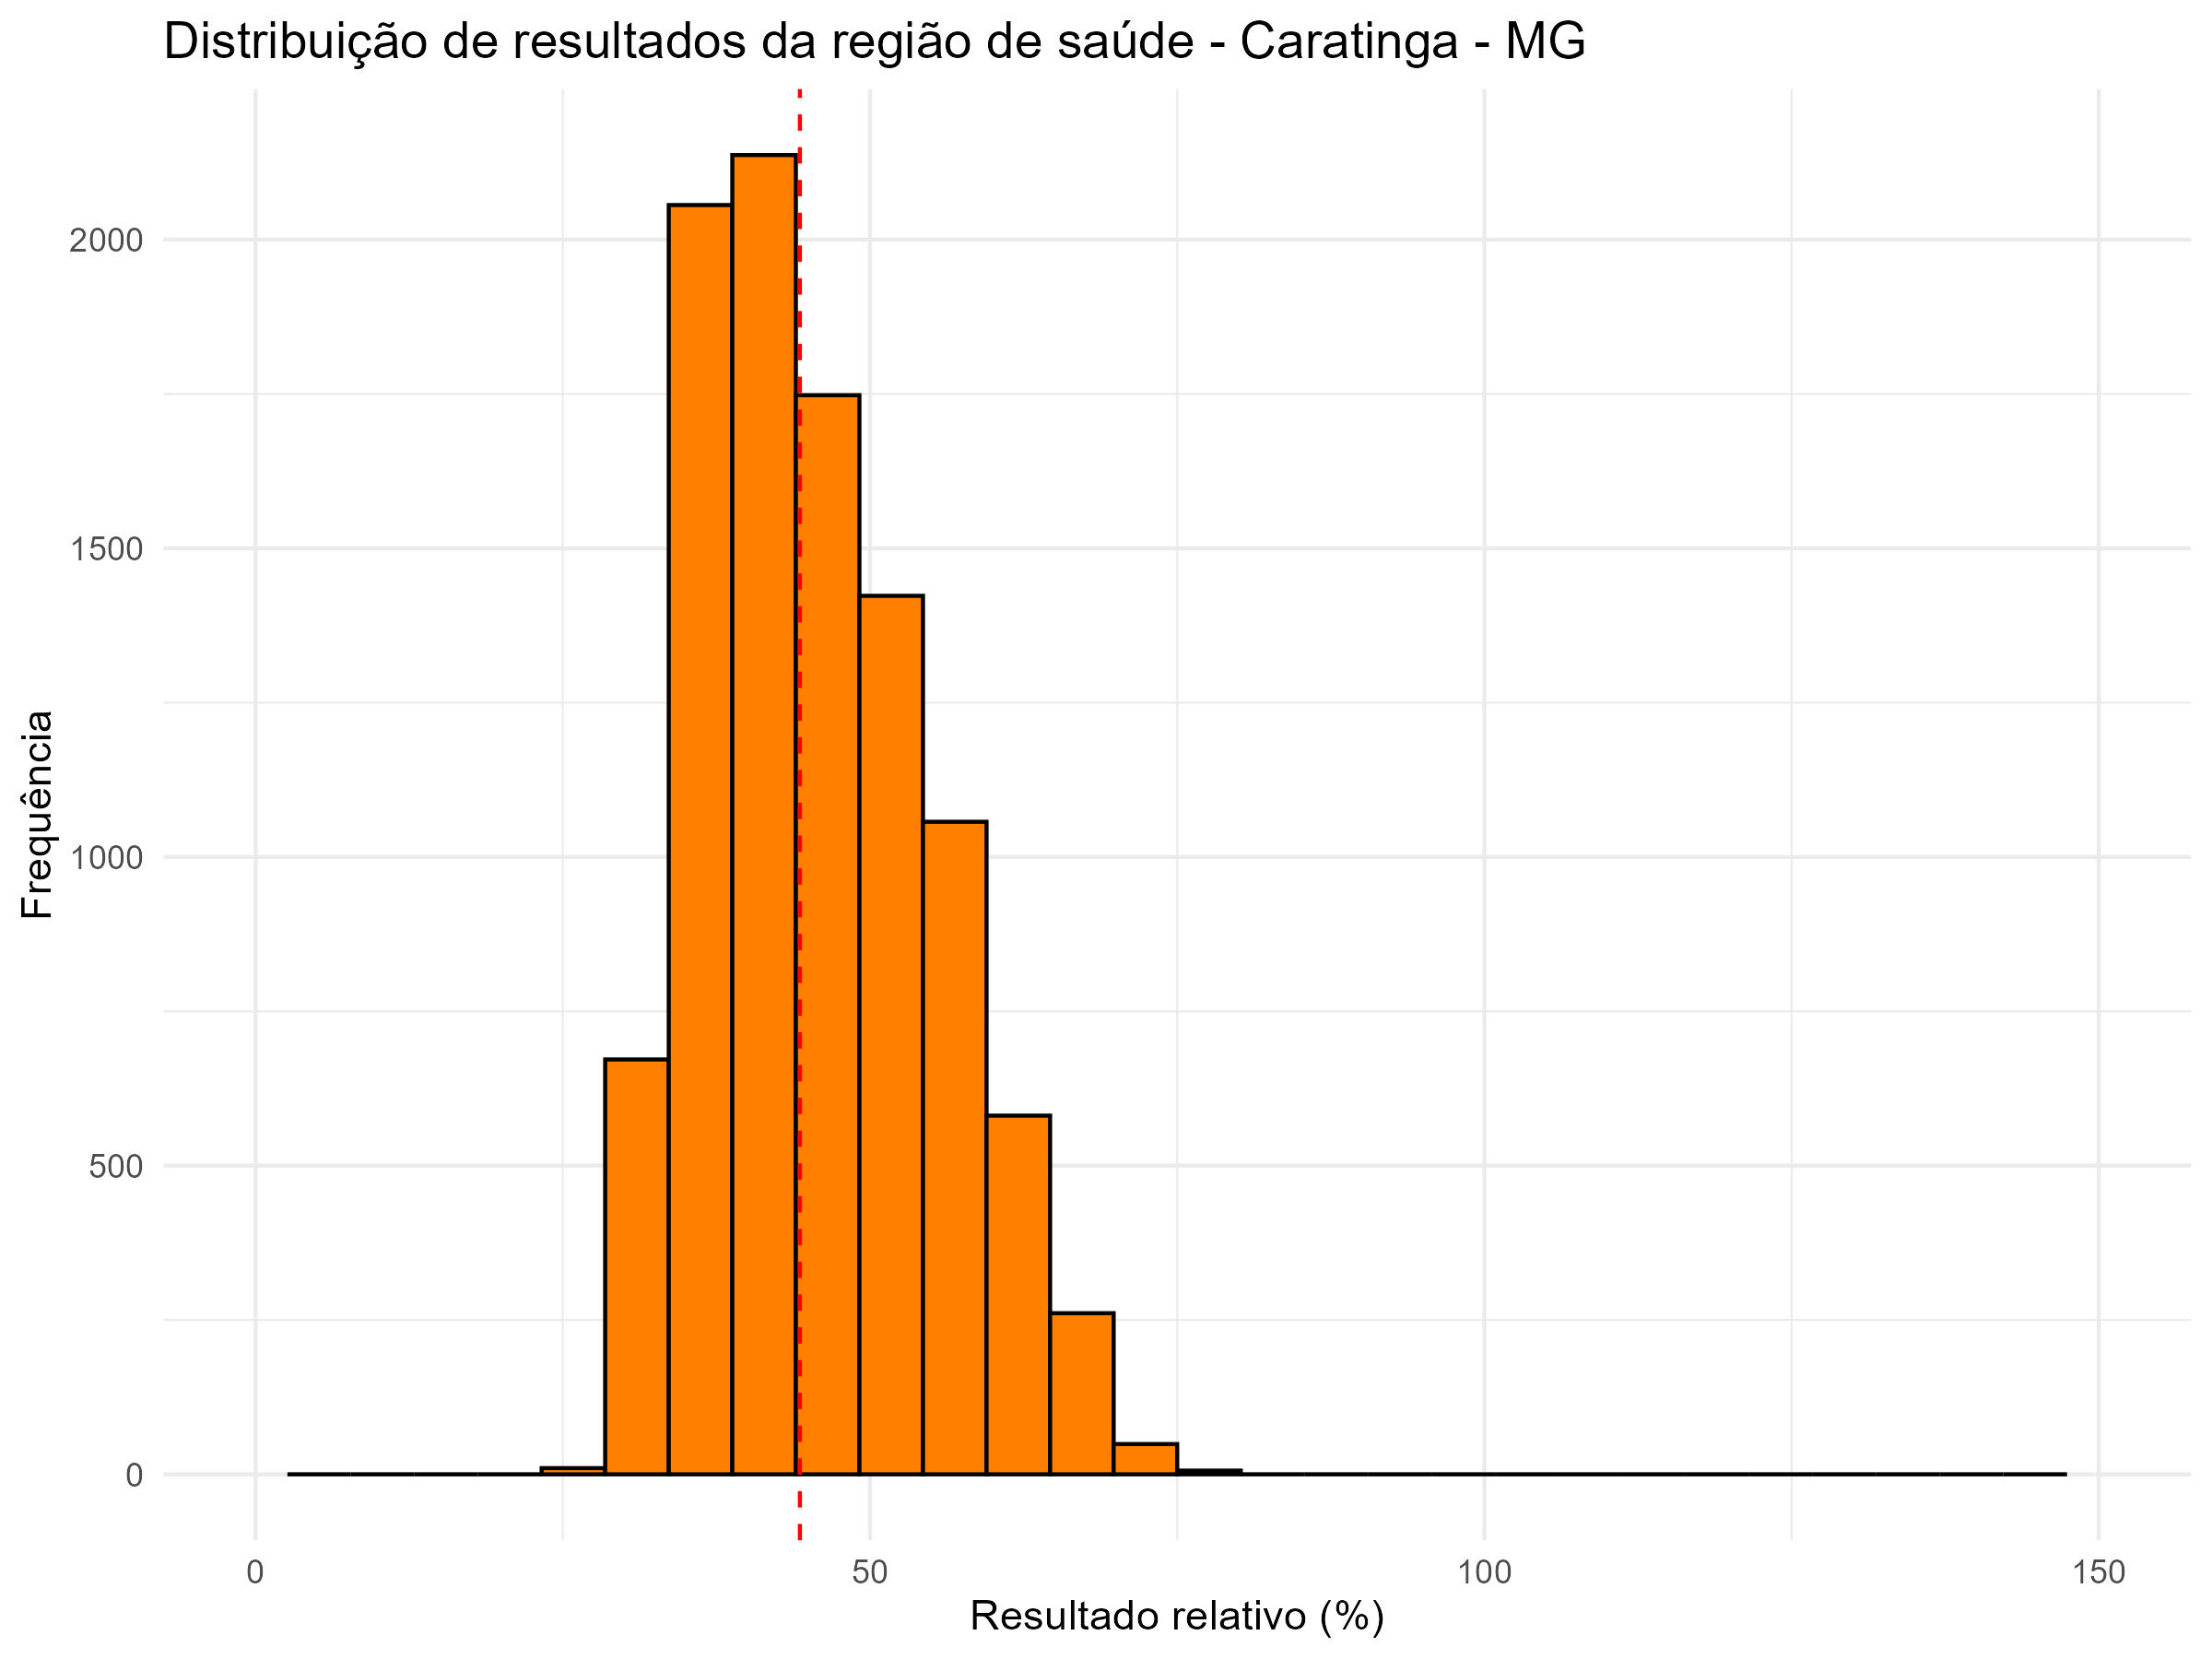 Distribuição de resultados da região de saúde - Caratinga - MG
Frequência
2000
1500
1000
500
0
0 50 100 150
Resultado relativo (%)